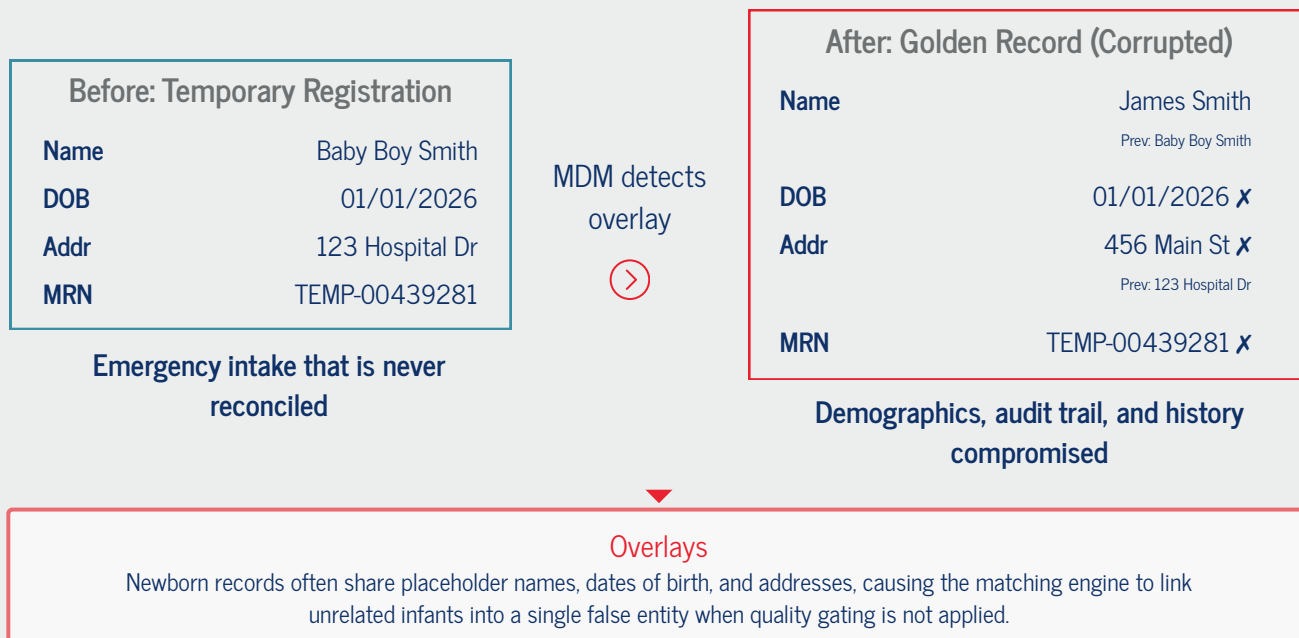 Before: Temporary Registration
Name Baby Boy Smith
DOB 01/01/2026
Addr 123 Hospital Dr
MRN TEMP-00439281
Emergency intake that is never
reconciled
MDM detects
overlay
After: Golden Record (Corrupted)
Name James Smith
Prev: Baby Boy Smith
DOB 01/01/2026 ✗
Addr 456 Main St ✗
Prev: 123 Hospital Dr
MRN TEMP-00439281 ✗
Demographics, audit trail, and history
compromised
Overlays
Newborn records often share placeholder names, dates of birth, and addresses, causing the matching engine to link
unrelated infants into a single false entity when quality gating is not applied.